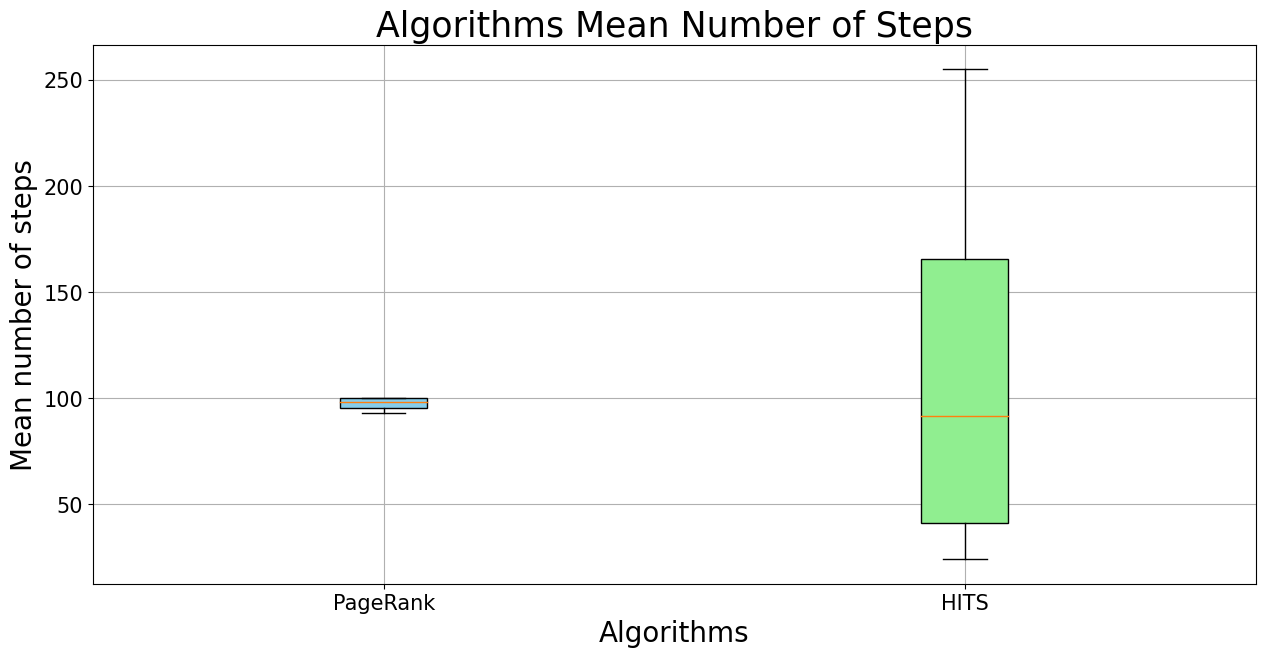 Algorithms Mean Number of Steps
Mean number of steps
250
200
150
100
50
PageRank
HITS
Algorithms